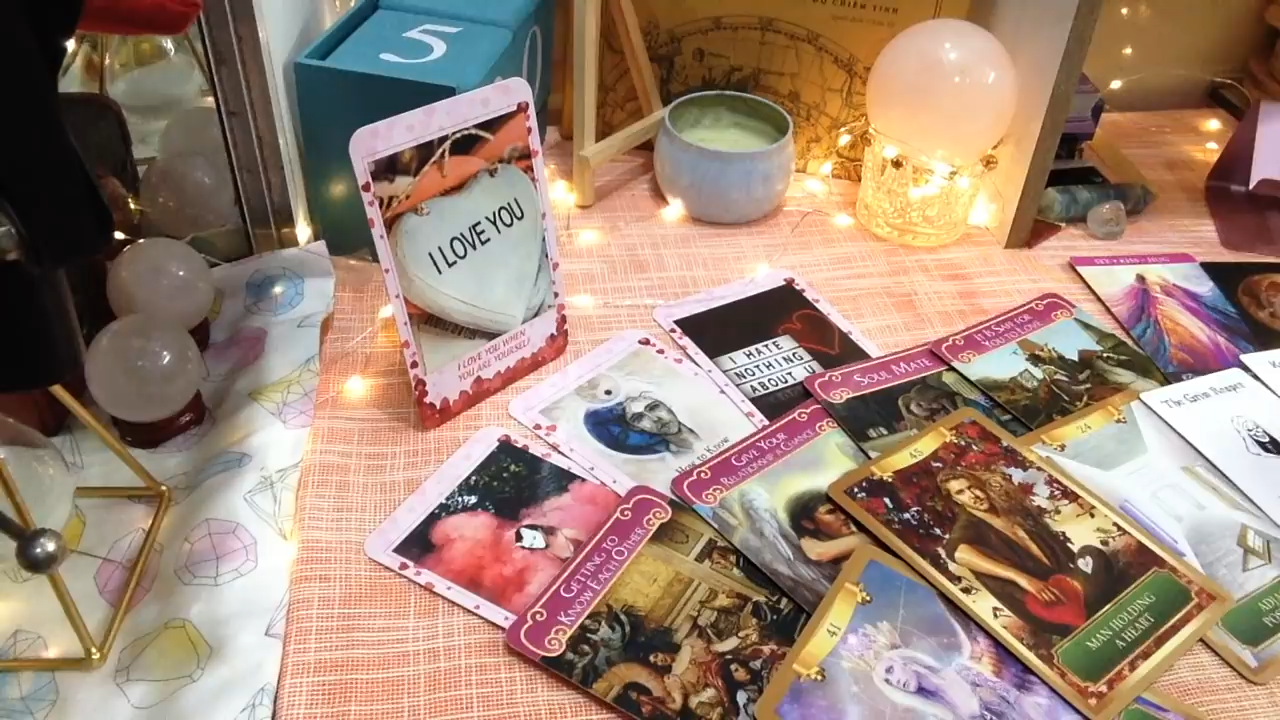 5
I LOVE YOU
I LOVE YOU WHEN
YOU ARE YOURSELF
I HATE
NOTHING
ABOUT U
SOUL MATE
IT IS SAFE FOR
YOU TO LOVE
The Grim Reaper
GIVE YOUR
RELATIONSHIP A CHANCE
GETTING TO
KNOW EACH OTHER
24
45
MAN HOLDING
A HEART
41